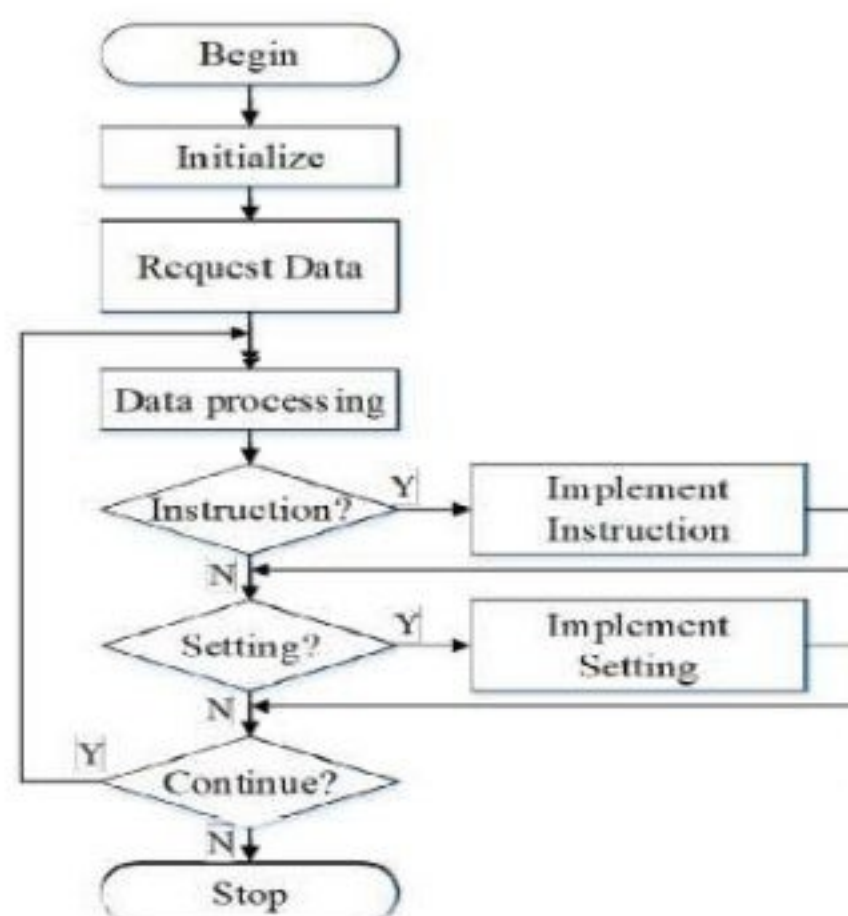 Begin
Initialize
Request Data
Data processing
Instruction?
Y
Implement
Instruction
N
Setting?
Y
Implement
Setting
N
Y
Continue?
N
Stop